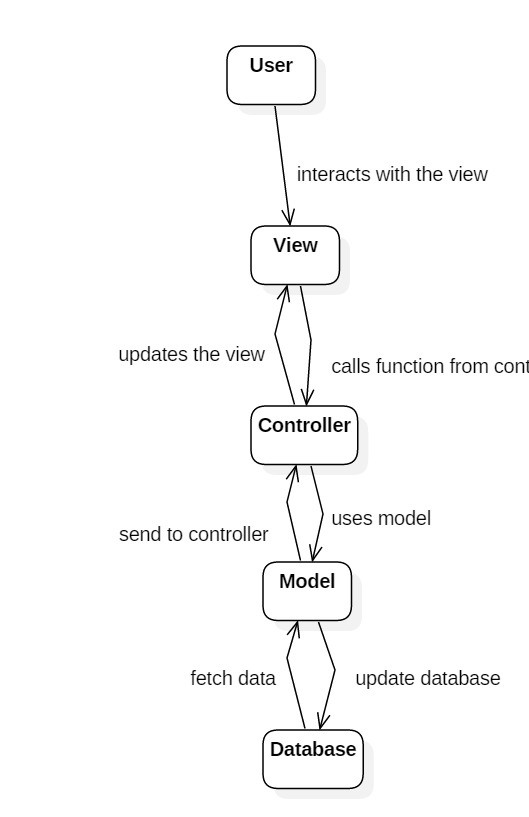 User
interacts with the view
View
updates the view
calls function from cont
Controller
uses model
send to controller
Model
fetch data
update database
Database